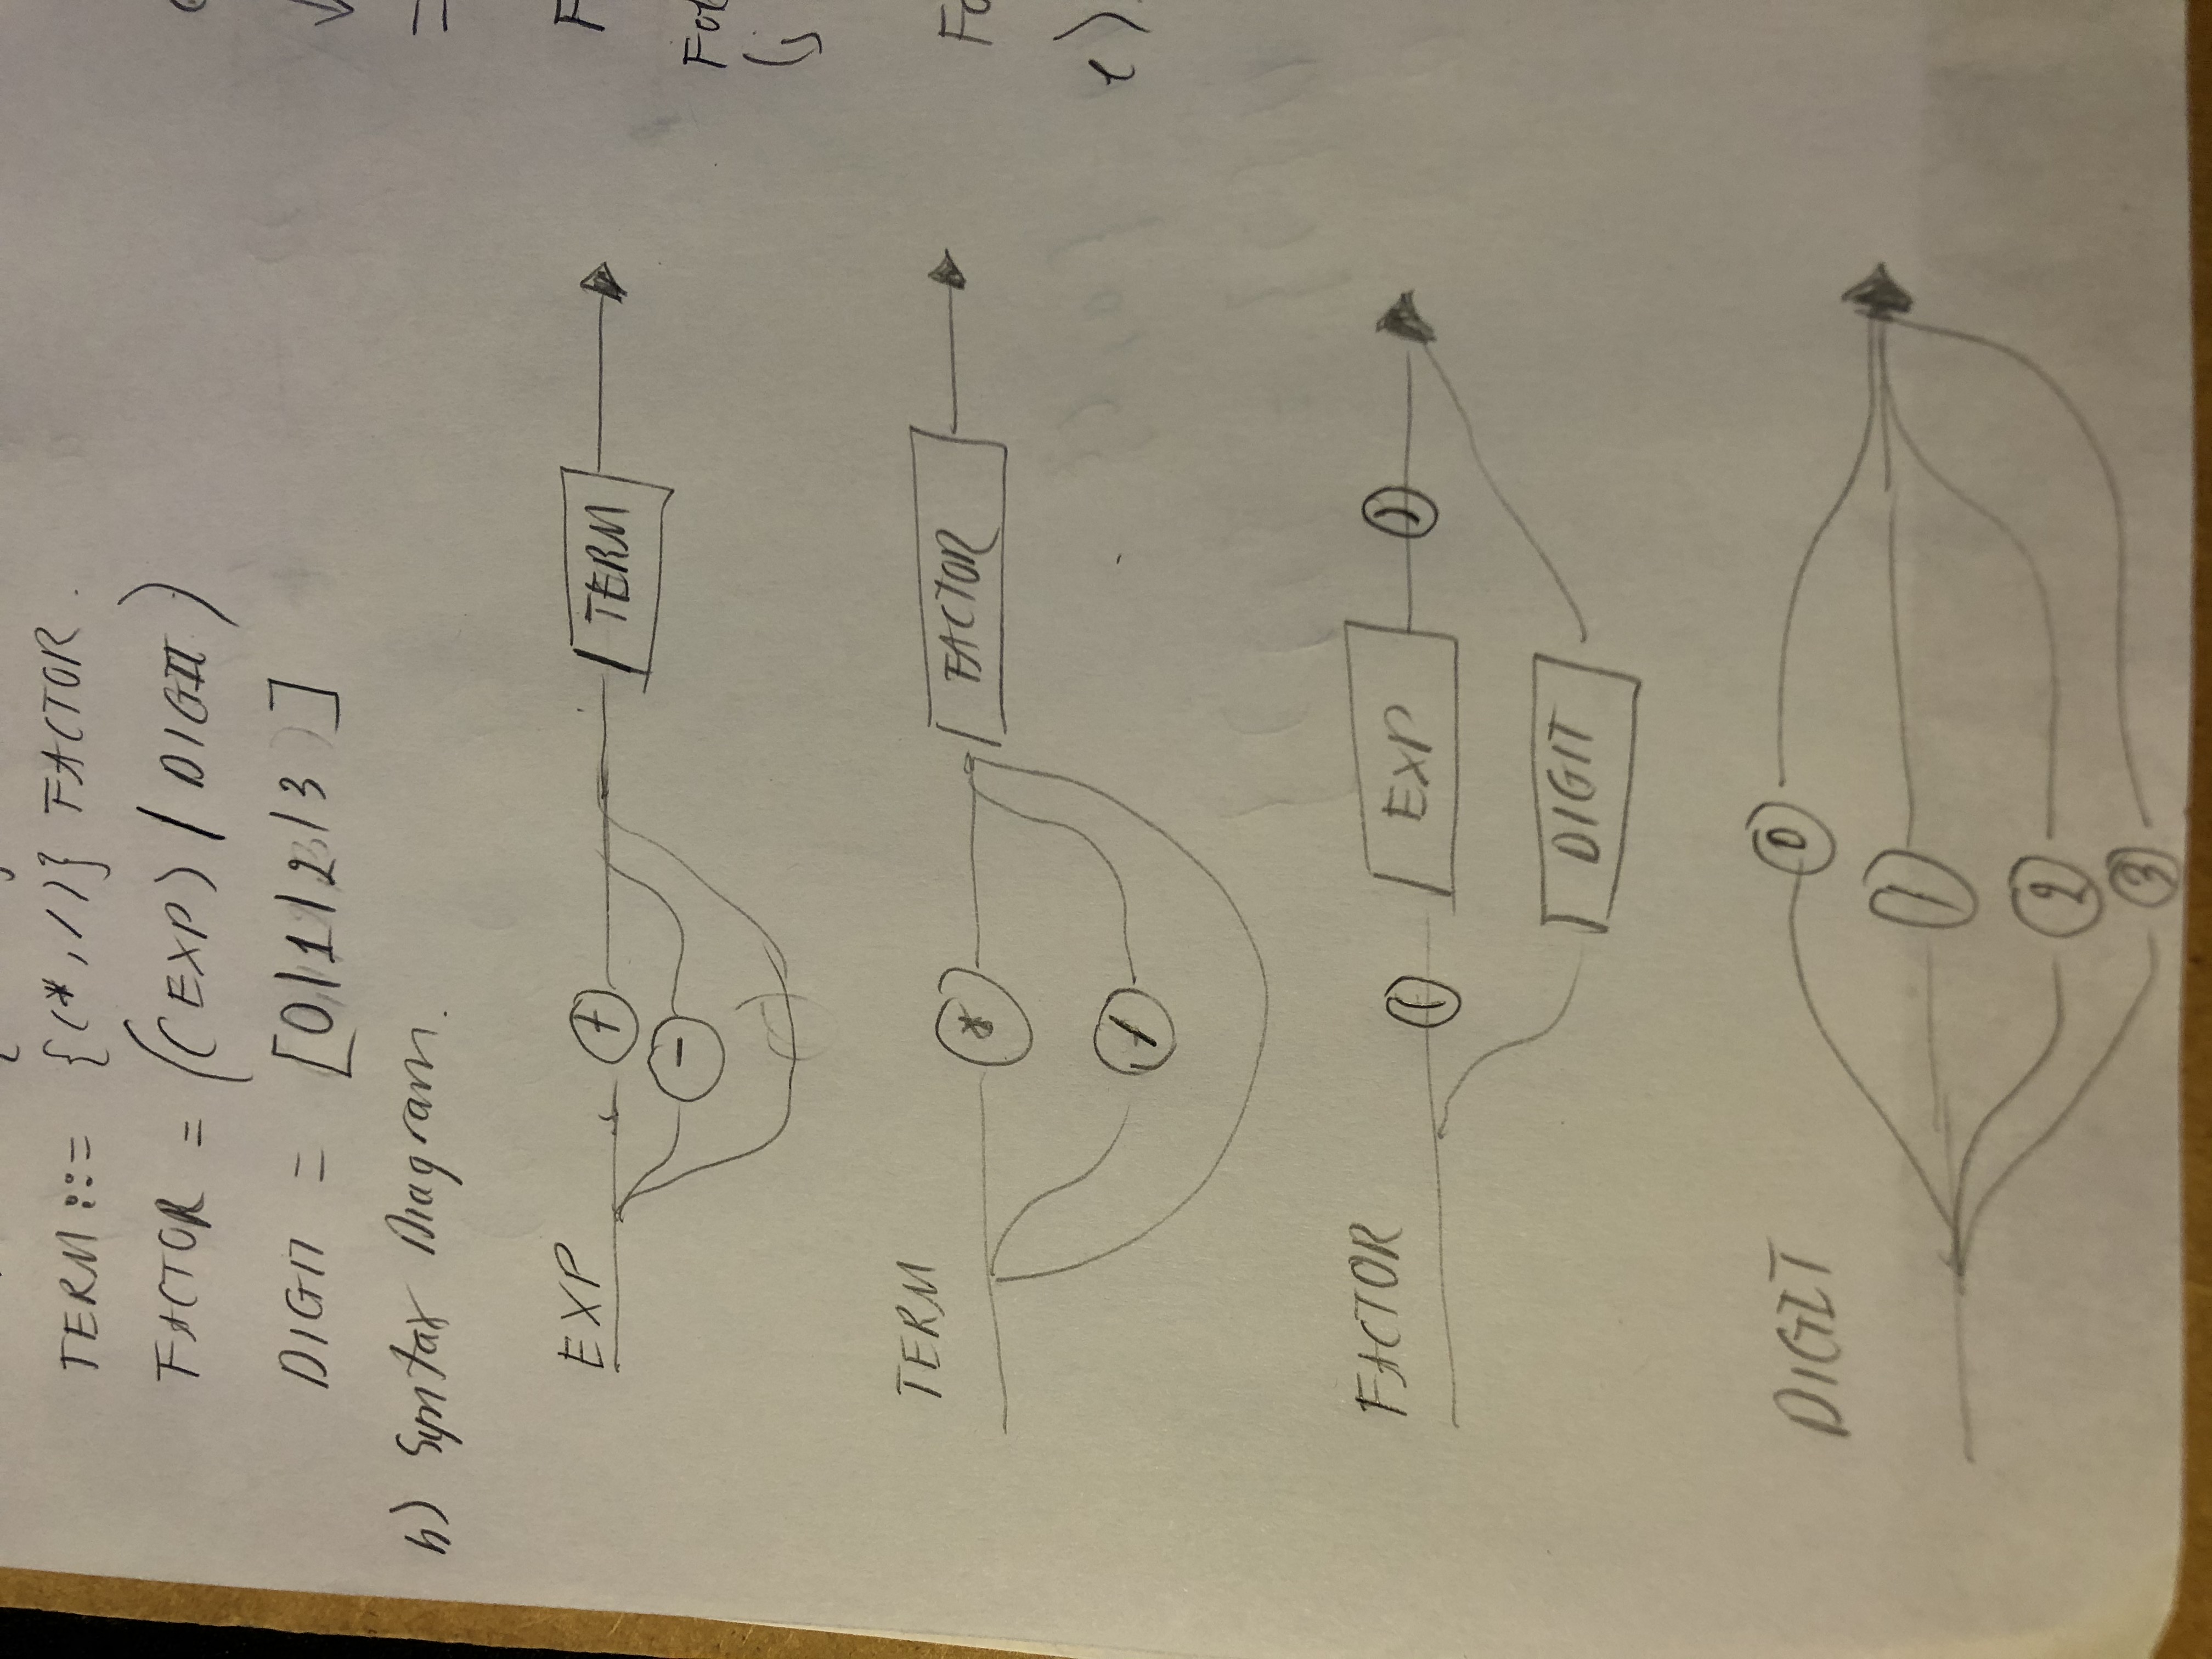 TERM ::= {(*, /)} FACTOR.
FACTOR = ((EXP) / DIGIT)
DIGIT = [0|1|2|3]
b) Syntax Diagram.
EXP
+
TERM
-
TERM
*
FACTOR
/
FACTOR
(
EXP
)
DIGIT
DIGIT
0
1
2
3
F
Fol
(j
Fo
e)